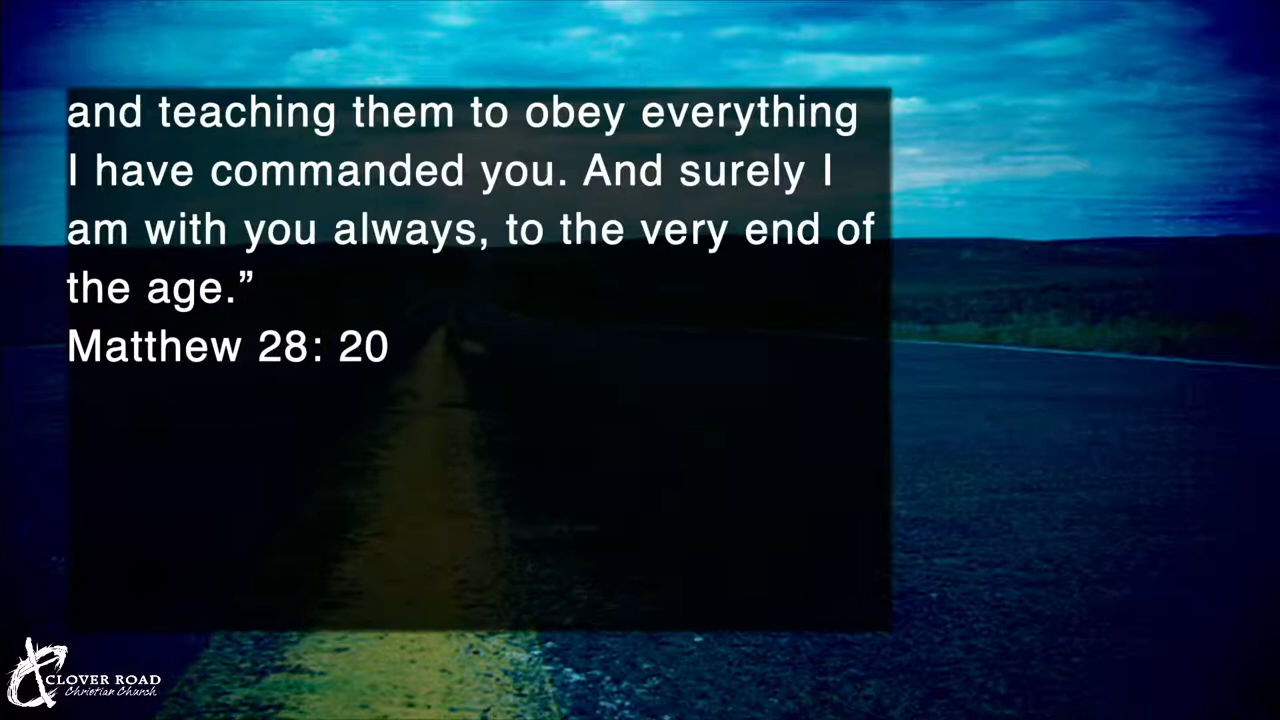 and teaching them to obey everything
I have commanded you. And surely I
am with you always, to the very end of
the age.”
Matthew 28: 20
CLOVER ROAD
Christian Church